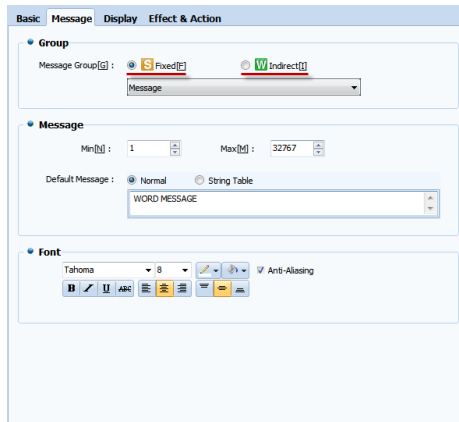 Basic Message Display Effect & Action
Group
Message Group[G] : S Fixed[F] W Indirect[I]
Message
Message
Min[N] : 1 Max[M] : 32767
Default Message : Normal String Table
WORD MESSAGE
Font
Tahoma 8 Anti-Aliasing
B I U ABC